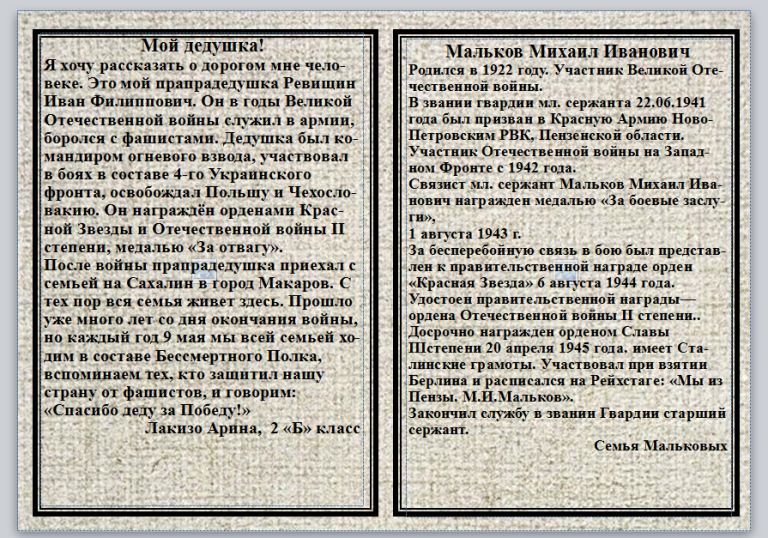 Мой дедушка!
Я хочу рассказать о дорогом мне чело-
веке. Это мой прапрадедушка Ревищин
Иван Филиппович. Он в годы Великой
Отечественной войны служил в армии,
боролся с фашистами. Дедушка был ко-
мандиром огневого взвода, участвовал
в боях в составе 4-го Украинского
фронта, освобождал Польшу и Чехосло-
вакию. Он награждён орденами Крас-
ной Звезды и Отечественной войны II
степени, медалью «За отвагу».
После войны прапрадедушка приехал с
семьей на Сахалин в город Макаров. С
тех пор вся семья живет здесь. Прошло
уже много лет со дня окончания войны,
но каждый год 9 мая мы всей семьей хо-
дим в составе Бессмертного Полка,
вспоминаем тех, кто защитил нашу
страну от фашистов, и говорим:
«Спасибо деду за Победу!»
Лакизо Арина, 2 «Б» класс
Мальков Михаил Иванович
Родился в 1922 году. Участник Великой Оте-
чественной войны.
В звании гвардии мл. сержанта 22.06.1941
года был призван в Красную Армию Ново-
Петровским РВК, Пензенской области.
Участник Отечественной войны на Запад-
ном Фронте с 1942 года.
Связист мл. сержант Мальков Михаил Ива-
нович награжден медалью «За боевые заслу-
ги»,
1 августа 1943 г.
За бесперебойную связь в бою был представ-
лен к правительственной награде орден
«Красная Звезда» 6 августа 1944 года.
Удостоен правительственной награды—
ордена Отечественной войны II степени..
Досрочно награжден орденом Славы
IIIстепени 20 апреля 1945 года. имеет Ста-
линские грамоты. Участвовал при взятии
Берлина и расписался на Рейхстаге: «Мы из
Пензы. М.И.Мальков».
Закончил службу в звании Гвардии старший
сержант.
Семья Мальковых